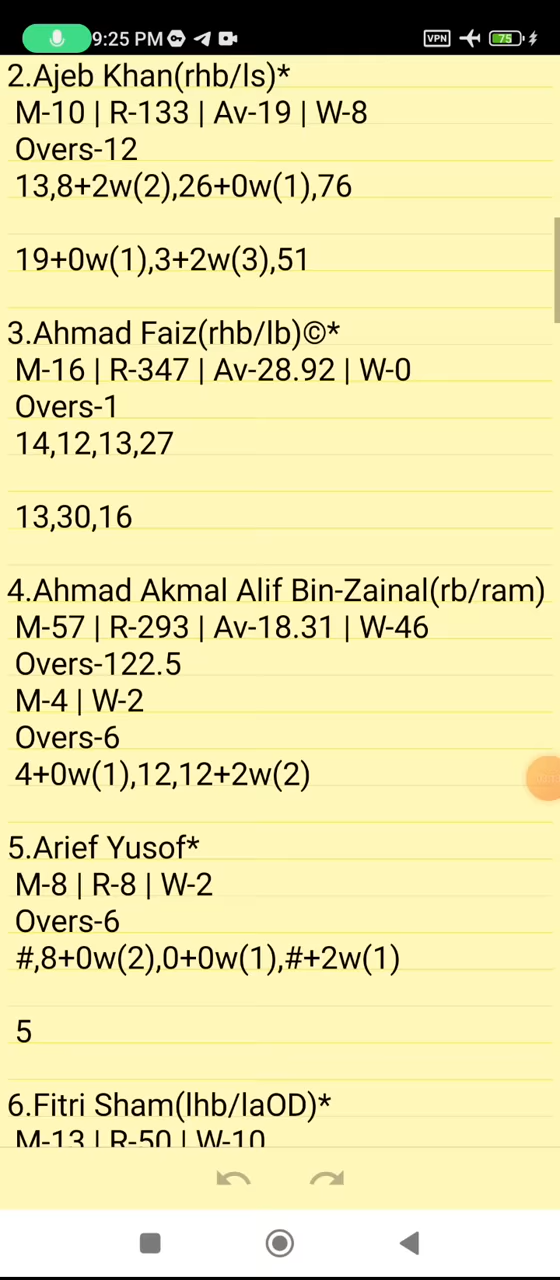 9:25 PM VPN 75
2.Ajeb Khan(rhb/ls)*
M-10 | R-133 | Av-19 | W-8
Overs-12
13,8+2w(2),26+0w(1),76
19+0w(1),3+2w(3),51
3.Ahmad Faiz(rhb/lb)©*
M-16 | R-347 | Av-28.92 | W-0
Overs-1
14,12,13,27
13,30,16
4.Ahmad Akmal Alif Bin-Zainal(rb/ram)
M-57 | R-293 | Av-18.31 | W-46
Overs-122.5
M-4 | W-2
Overs-6
4+0w(1),12,12+2w(2)
5.Arief Yusof*
M-8 | R-8 | W-2
Overs-6
#,8+0w(2),0+0w(1),#+2w(1)
5
6.Fitri Sham(lhb/laOD)*
M-13 | R-50 | W-10